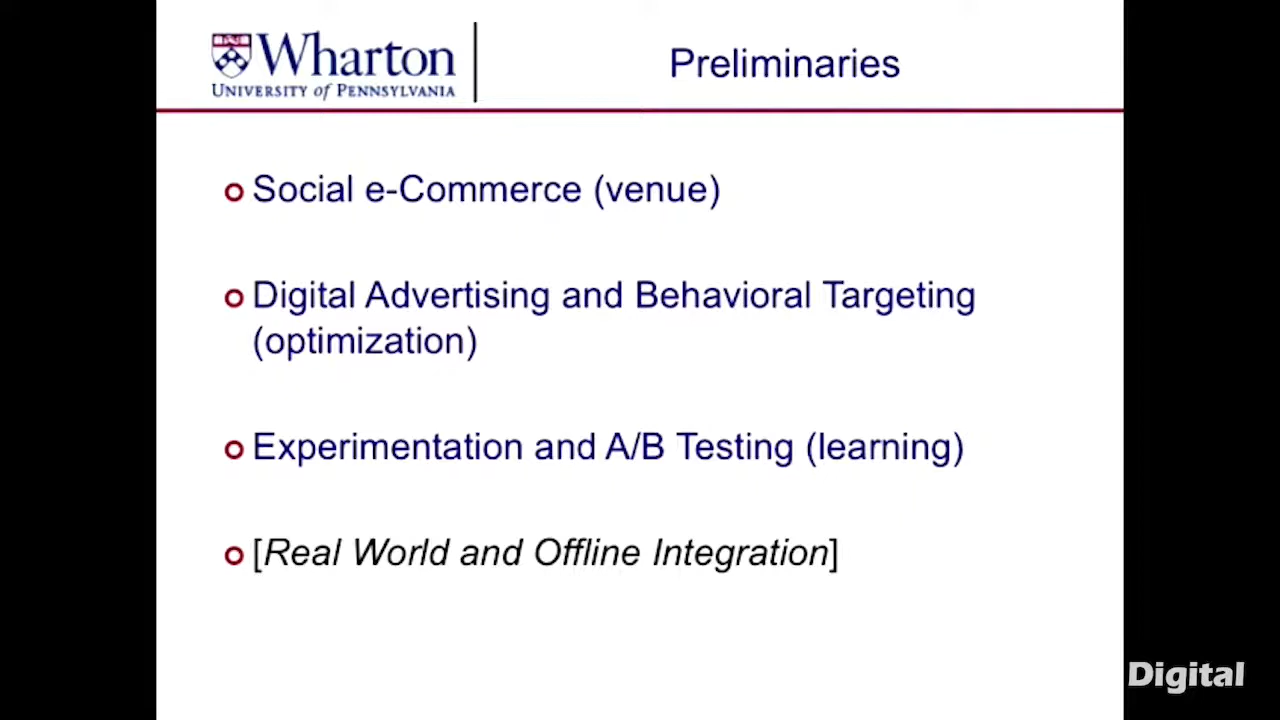 Wharton
UNIVERSITY of PENNSYLVANIA
Preliminaries
Social e-Commerce (venue)
Digital Advertising and Behavioral Targeting
(optimization)
Experimentation and A/B Testing (learning)
[Real World and Offline Integration]
Digital